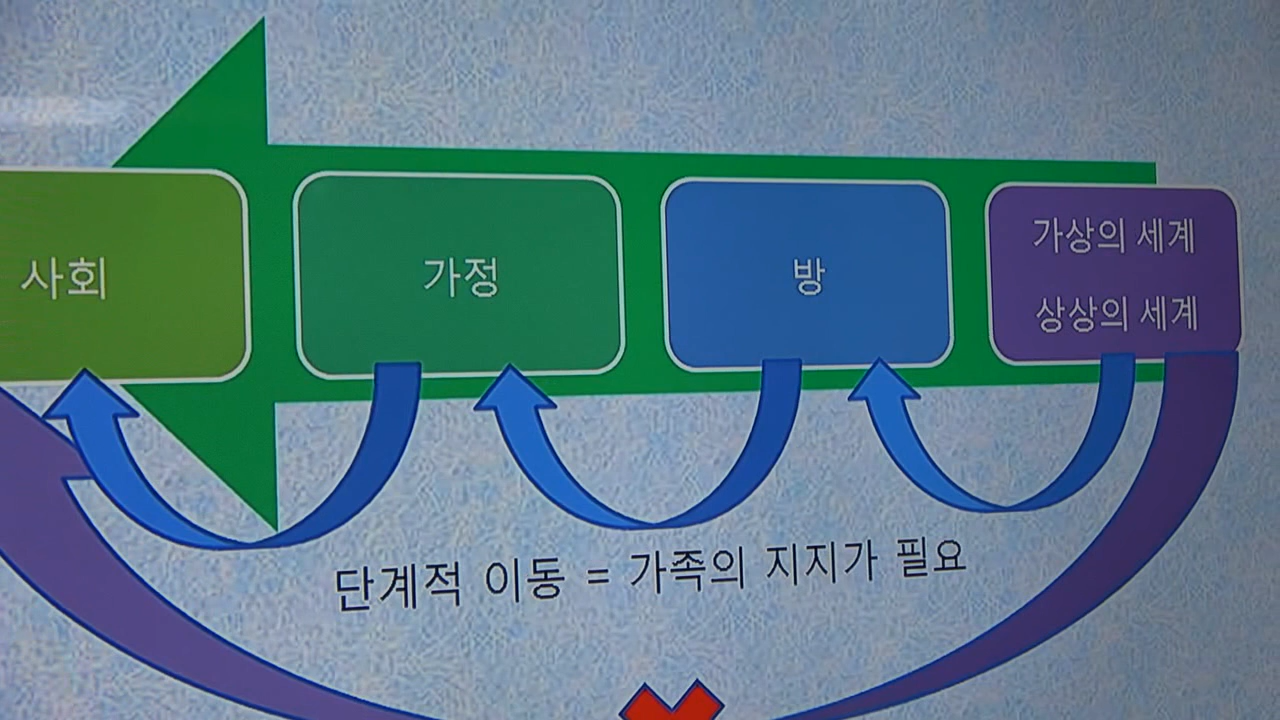 사회
가정
방
가상의 세계
상상의 세계
단계적 이동 = 가족의 지지가 필요